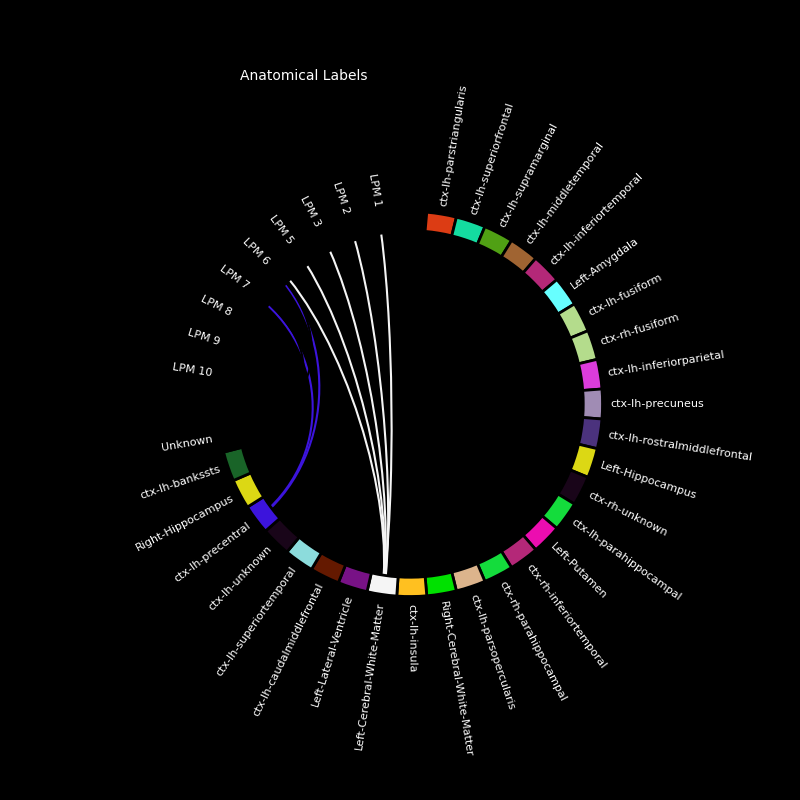 Anatomical Labels
ctx-lh-parstriangularis
ctx-lh-superiorfrontal
ctx-lh-supramarginal
ctx-lh-middletemporal
ctx-lh-inferiortemporal
Left-Amygdala
ctx-lh-fusiform
ctx-rh-fusiform
ctx-lh-inferiorparietal
ctx-lh-precuneus
ctx-lh-rostralmiddlefrontal
Left-Hippocampus
ctx-rh-unknown
ctx-lh-parahippocampal
Left-Putamen
ctx-rh-inferiortemporal
ctx-rh-parahippocampal
ctx-lh-parsopercularis
Right-Cerebral-White-Matter
ctx-lh-insula
Left-Cerebral-White-Matter
Left-Lateral-Ventricle
ctx-lh-caudalmiddlefrontal
ctx-lh-superiortemporal
ctx-lh-unknown
ctx-lh-precentral
Right-Hippocampus
ctx-lh-bankssts
Unknown
LPM 10
LPM 9
LPM 8
LPM 7
LPM 6
LPM 5
LPM 3
LPM 2
LPM 1